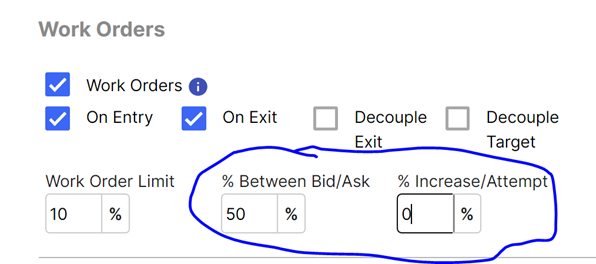 Work Orders
Work Orders i
On Entry On Exit Decouple Exit Decouple Target
Work Order Limit % Between Bid/Ask % Increase/Attempt
10 % 50 % 0 %